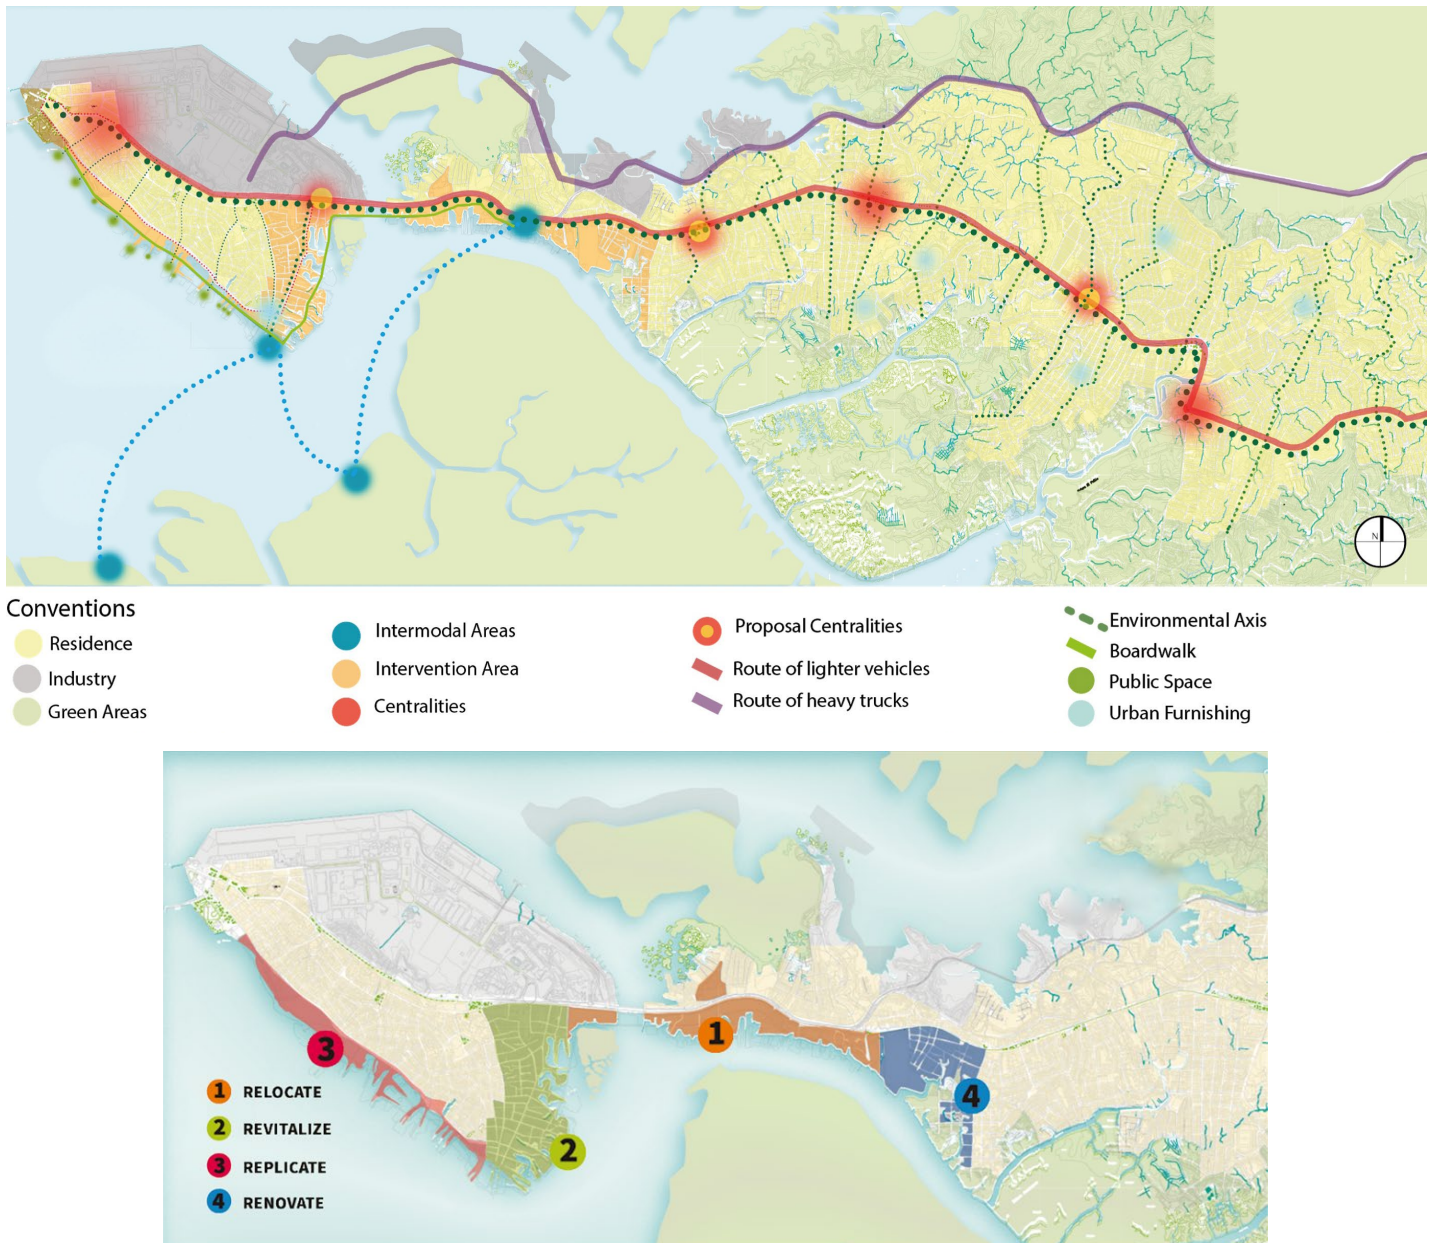 N
Conventions
Residence
Industry
Green Areas
Intermodal Areas
Intervention Area
Centralities
Proposal Centralities
Route of lighter vehicles
Route of heavy trucks
Environmental Axis
Boardwalk
Public Space
Urban Furnishing
1
3
4
2
1 RELOCATE
2 REVITALIZE
3 REPLICATE
4 RENOVATE